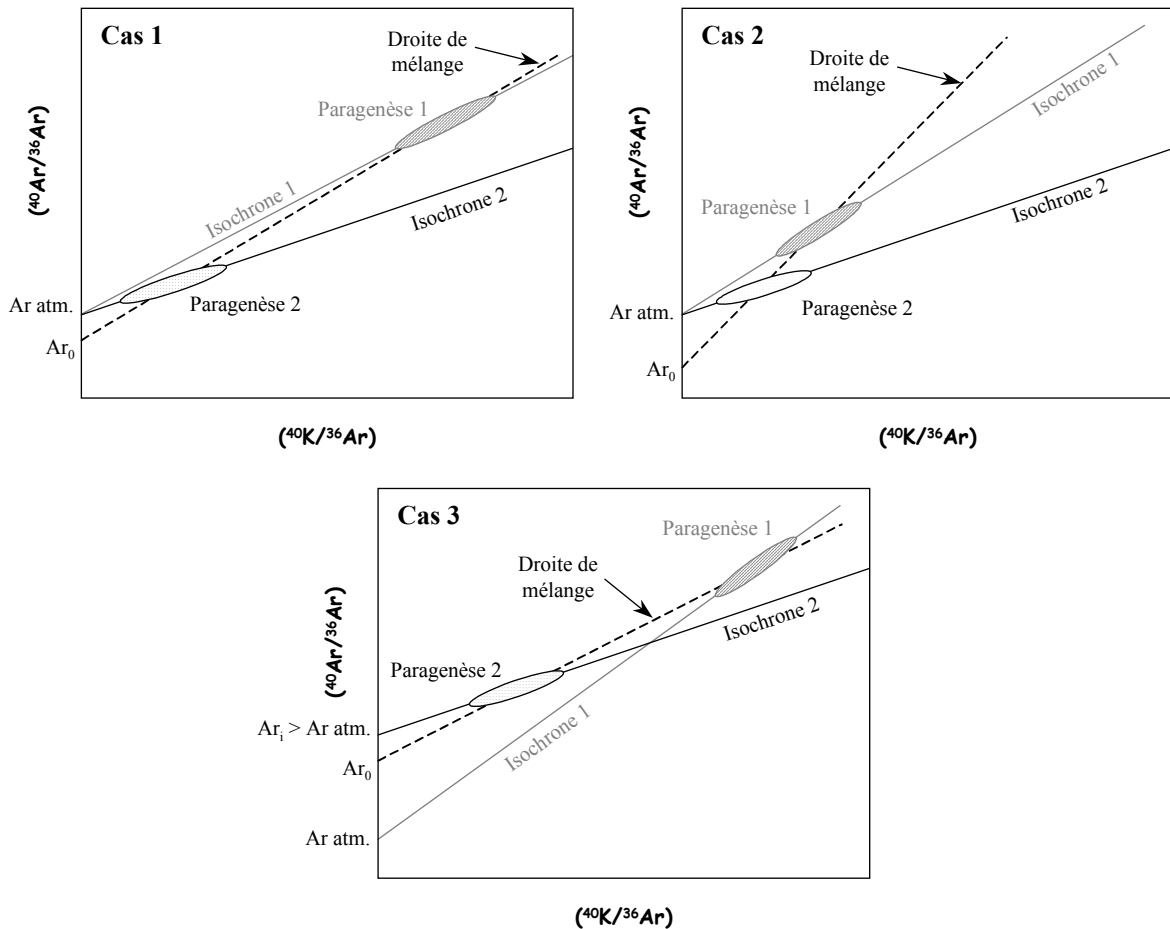 Cas 1
Droite de
mélange
Paragenèse 1
Isochrone 1
Isochrone 2
Paragenèse 2
Ar atm.
Ar₀
(⁴⁰Ar/³⁶Ar)
(⁴⁰K/³⁶Ar)
Cas 2
Droite de
mélange
Isochrone 1
Paragenèse 1
Isochrone 2
Paragenèse 2
Ar atm.
Ar₀
(⁴⁰Ar/³⁶Ar)
(⁴⁰K/³⁶Ar)
Cas 3
Paragenèse 1
Droite de
mélange
Isochrone 2
Paragenèse 2
Isochrone 1
Arᵢ > Ar atm.
Ar₀
Ar atm.
(⁴⁰Ar/³⁶Ar)
(⁴⁰K/³⁶Ar)